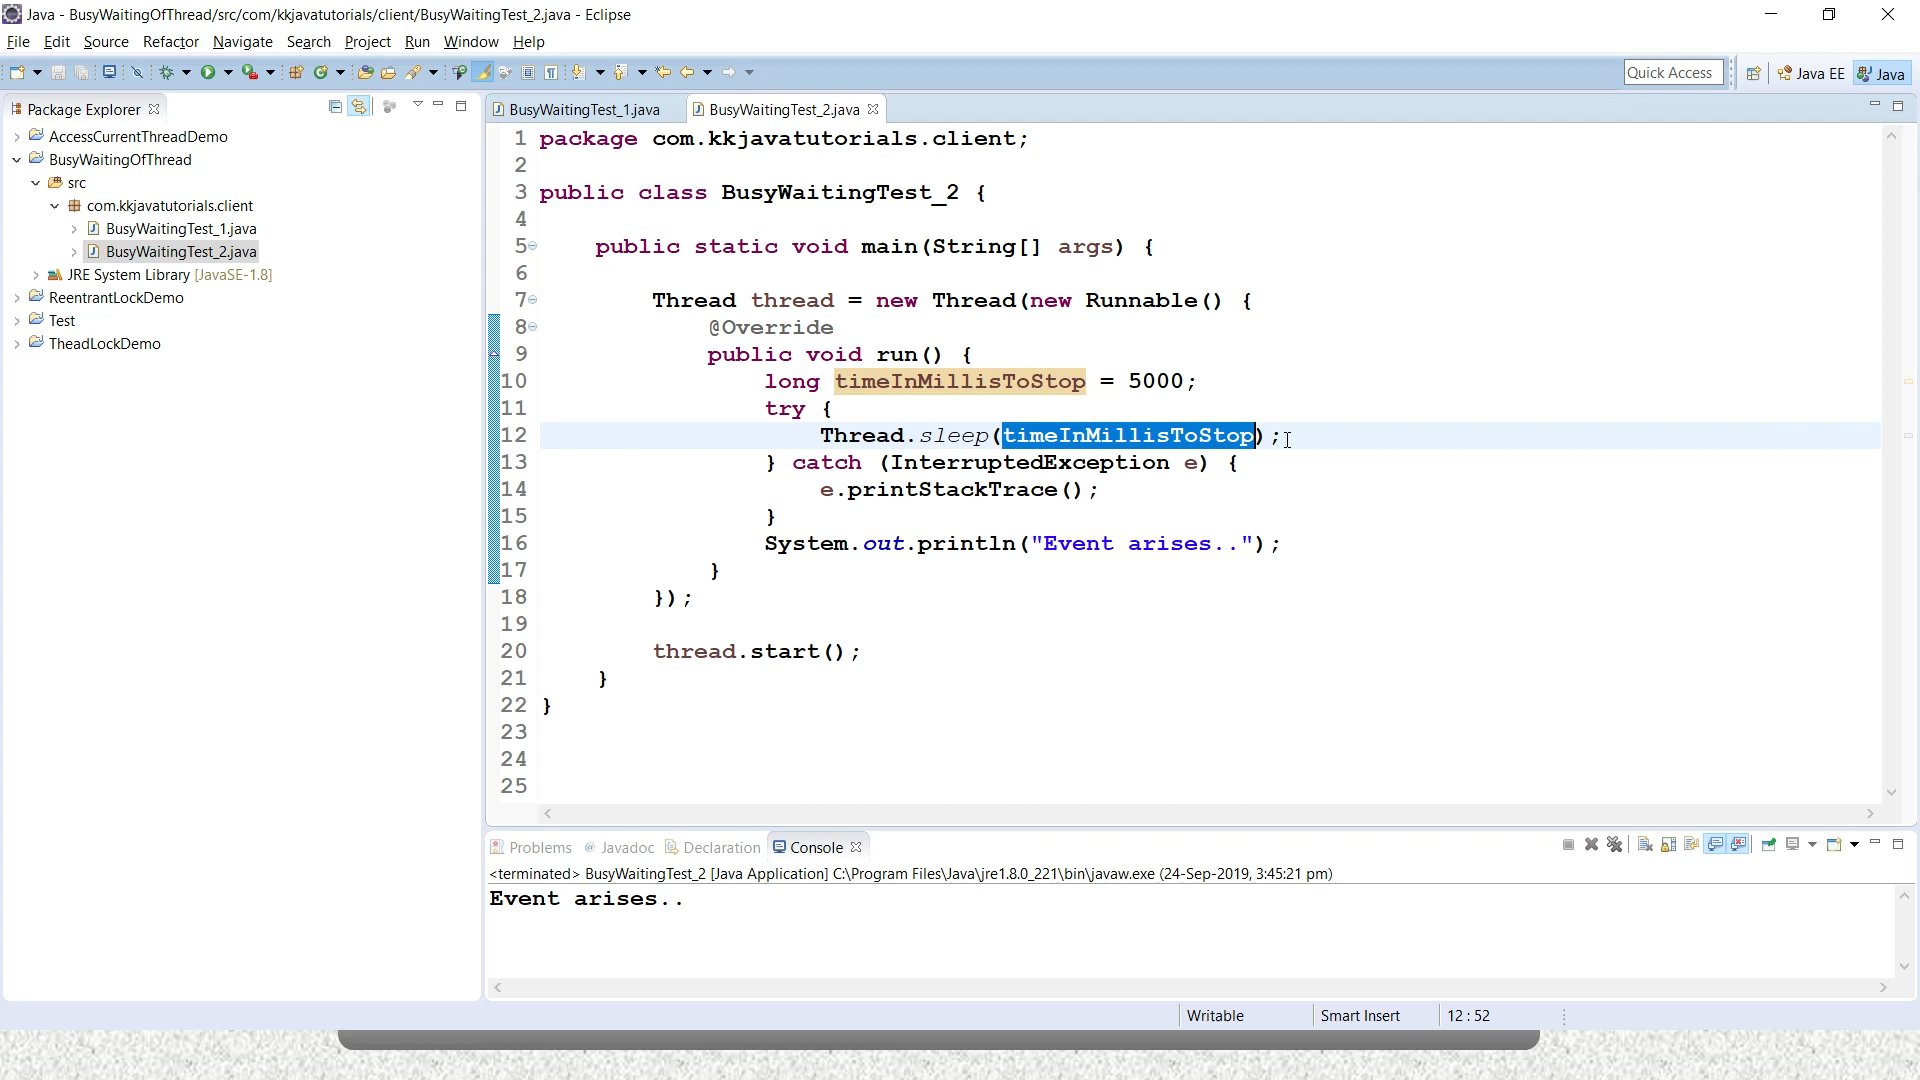 Java - BusyWaitingOfThread/src/com/kkjavatutorials/client/BusyWaitingTest_2.java - Eclipse
File Edit Source Refactor Navigate Search Project Run Window Help
Quick Access Java EE Java
Package Explorer
AccessCurrentThreadDemo
BusyWaitingOfThread
src
com.kkjavatutorials.client
BusyWaitingTest_1.java
BusyWaitingTest_2.java
JRE System Library [JavaSE-1.8]
ReentrantLockDemo
Test
TheadLockDemo
BusyWaitingTest_1.java BusyWaitingTest_2.java
1 package com.kkjavatutorials.client;
2
3 public class BusyWaitingTest_2 {
4
5 public static void main(String[] args) {
6
7 Thread thread = new Thread(new Runnable() {
8 @Override
9 public void run() {
10 long timeInMillisToStop = 5000;
11 try {
12 Thread.sleep(timeInMillisToStop);
13 } catch (InterruptedException e) {
14 e.printStackTrace();
15 }
16 System.out.println("Event arises..");
17 }
18 });
19
20 thread.start();
21 }
22 }
23
24
25
Problems Javadoc Declaration Console
<terminated> BusyWaitingTest_2 [Java Application] C:\Program Files\Java\jre1.8.0_221\bin\javaw.exe (24-Sep-2019, 3:45:21 pm)
Event arises..
Writable Smart Insert 12 : 52